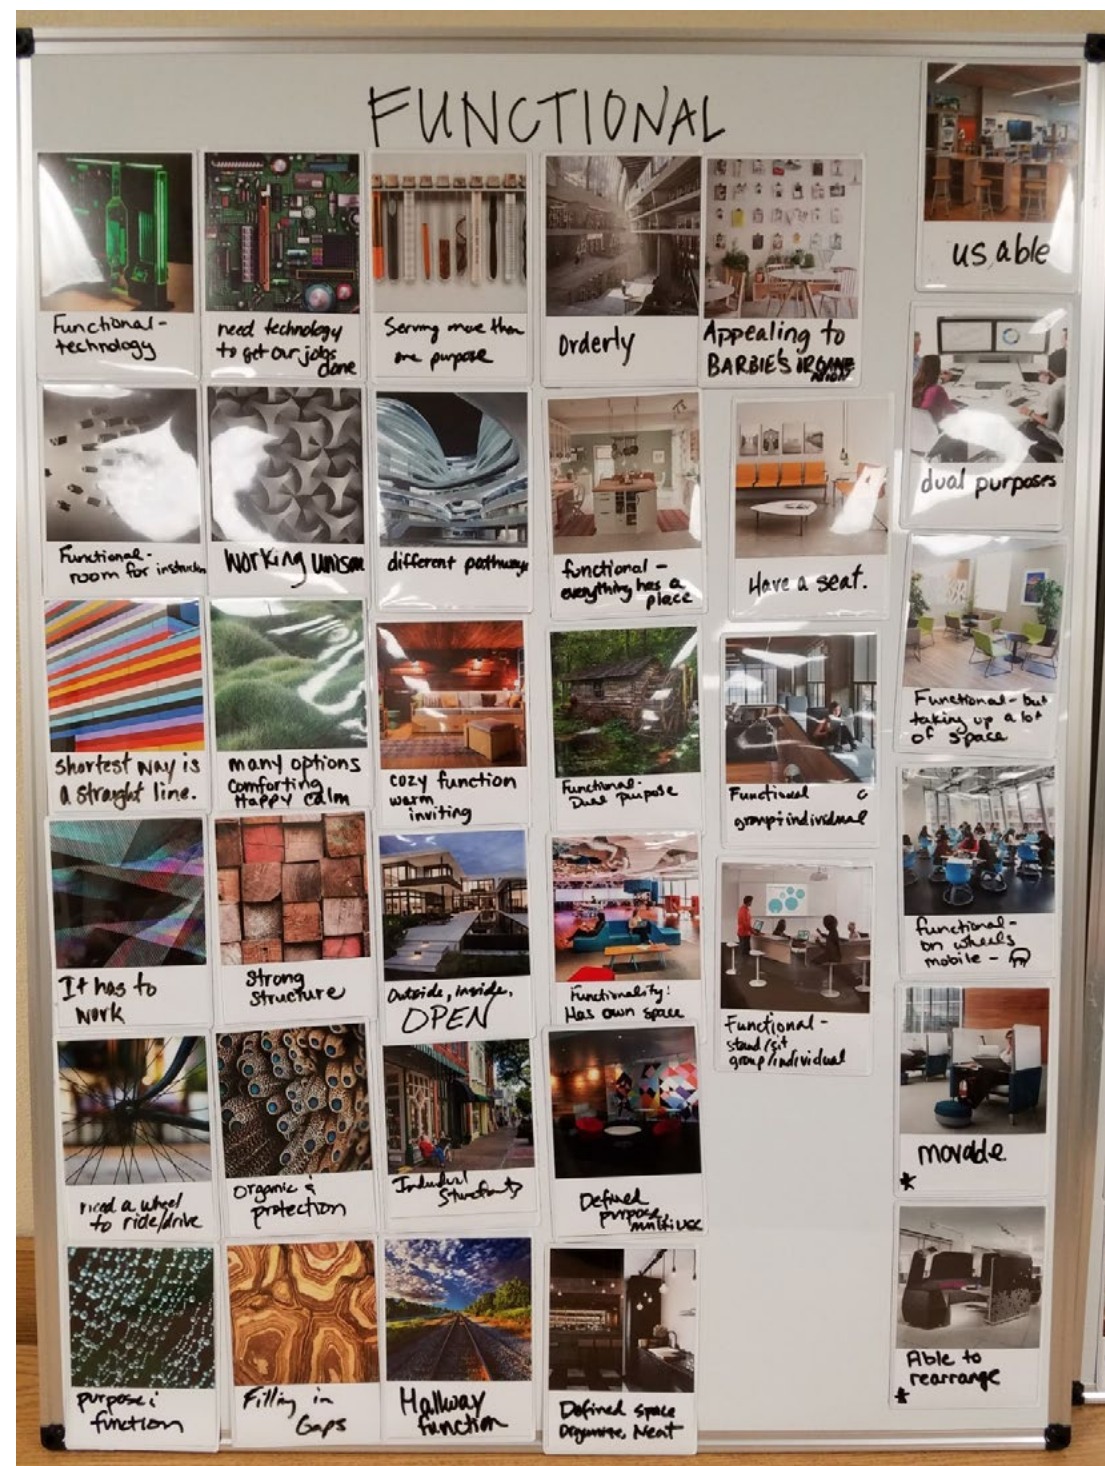 FUNCTIONAL
Functional-
technology
need technology
to get our jobs
done
Serving more than
one purpose
Orderly
Appealing to
BARBIE'S
us able
Functional-
room for
Working unison
different pathways
functional -
everything has a
place
Have a seat.
dual purposes
shortest way is
a straight line.
many options
comforting
Happy calm
cozy function
warm
inviting
Functional-
Dual purpose
Functional
group & individual
Functional- but
taking up a lot
of space
It has to
work
Strong
structure
Outside, inside,
OPEN
Functionality!
Has own space
Functional-
stand/sit
group/individual
functional-
on wheels
mobile -
need a wheel
to ride/drive
organic &
protection
Individual
Defined
purpose,
multi use
movable
*
purpose &
function
Filling in
Gaps
Hallway
function
Defined space
Organize, Neat
Able to
rearrange
*